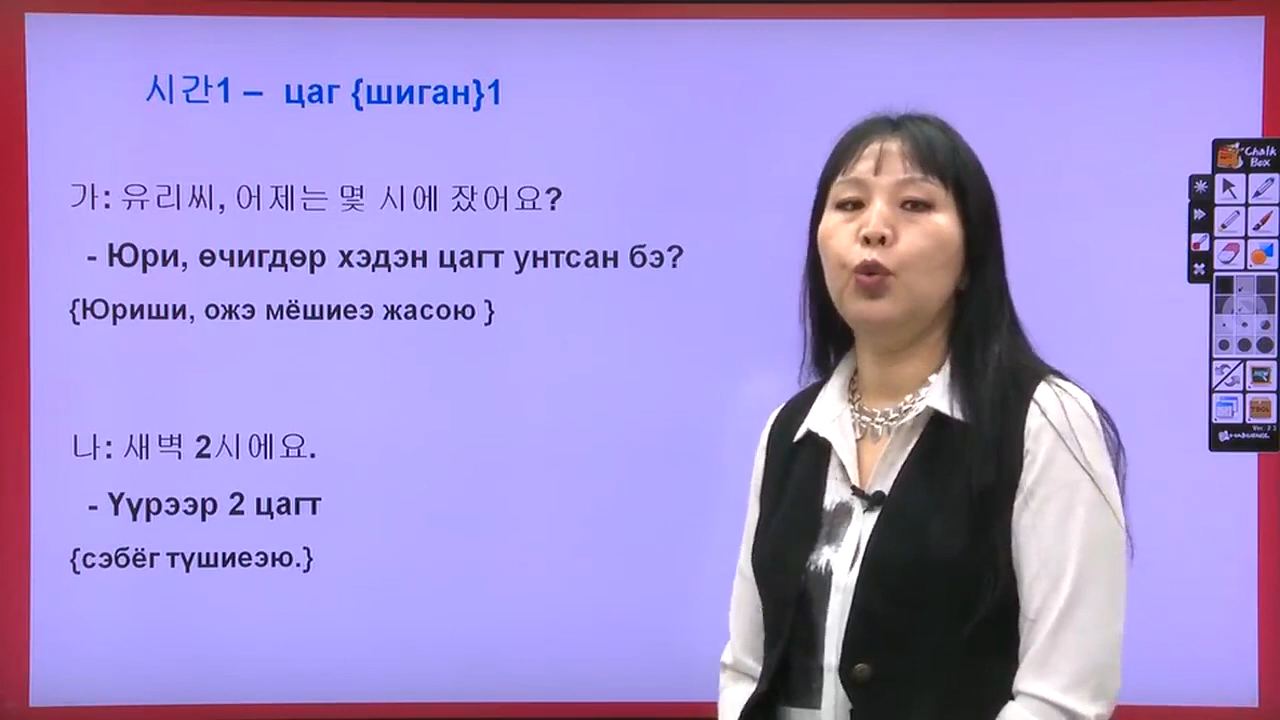 시간1 – цаг {шиган}1
가: 유리씨, 어제는 몇 시에 잤어요?
- Юри, өчигдөр хэдэн цагт унтсан бэ?
{Юриши, ожэ мёшиеэ жасою }
나: 새벽 2시에요.
- Үүрээр 2 цагт
{сэбёг түшиеэю.}
Chalk
Box
TOOL